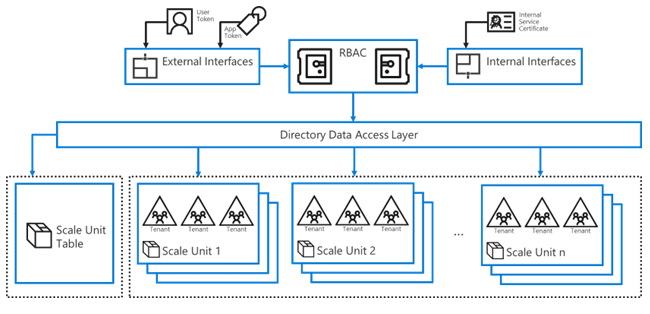 User
Token
App
Token
Internal
Service
Certificate
External Interfaces
RBAC
Internal Interfaces
Directory Data Access Layer
Scale Unit
Table
Tenant Tenant Tenant
Scale Unit 1
Tenant Tenant Tenant
Scale Unit 2
...
Tenant Tenant Tenant
Scale Unit n